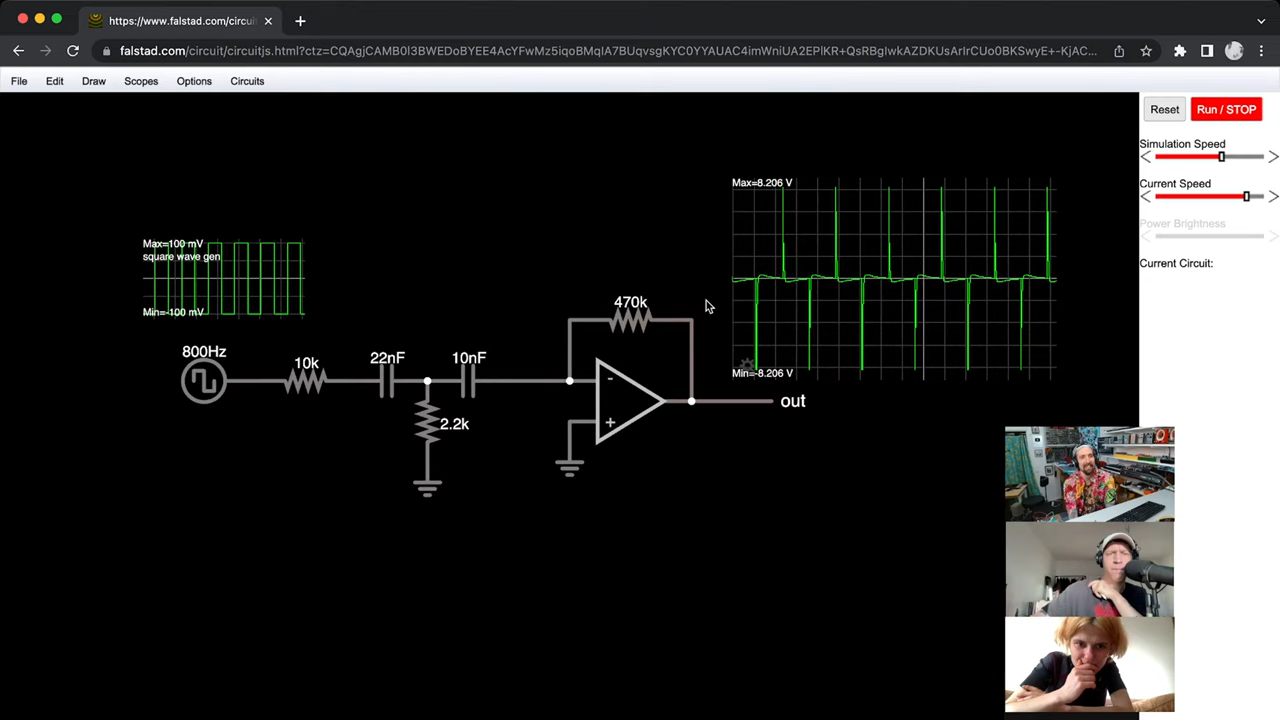 https://www.falstad.com/circui
falstad.com/circuit/circuitjs.html?ctz=CQAgjCAMB0l3BWEDoBYEE4AcYFwMz5iqoBMqIA7BUqvsgKYC0YYAUAC4imWniUA2EPlKR+QsRBgIwkAZDKUsArIrCUo0BKSwyE+-KjAC...
File Edit Draw Scopes Options Circuits
Reset Run / STOP
Simulation Speed
Current Speed
Power Brightness
Current Circuit:
Max=8.206 V
Min=-8.206 V
Max=100 mV
square wave gen
Min=-100 mV
800Hz
10k
22nF
10nF
470k
2.2k
-
+
out